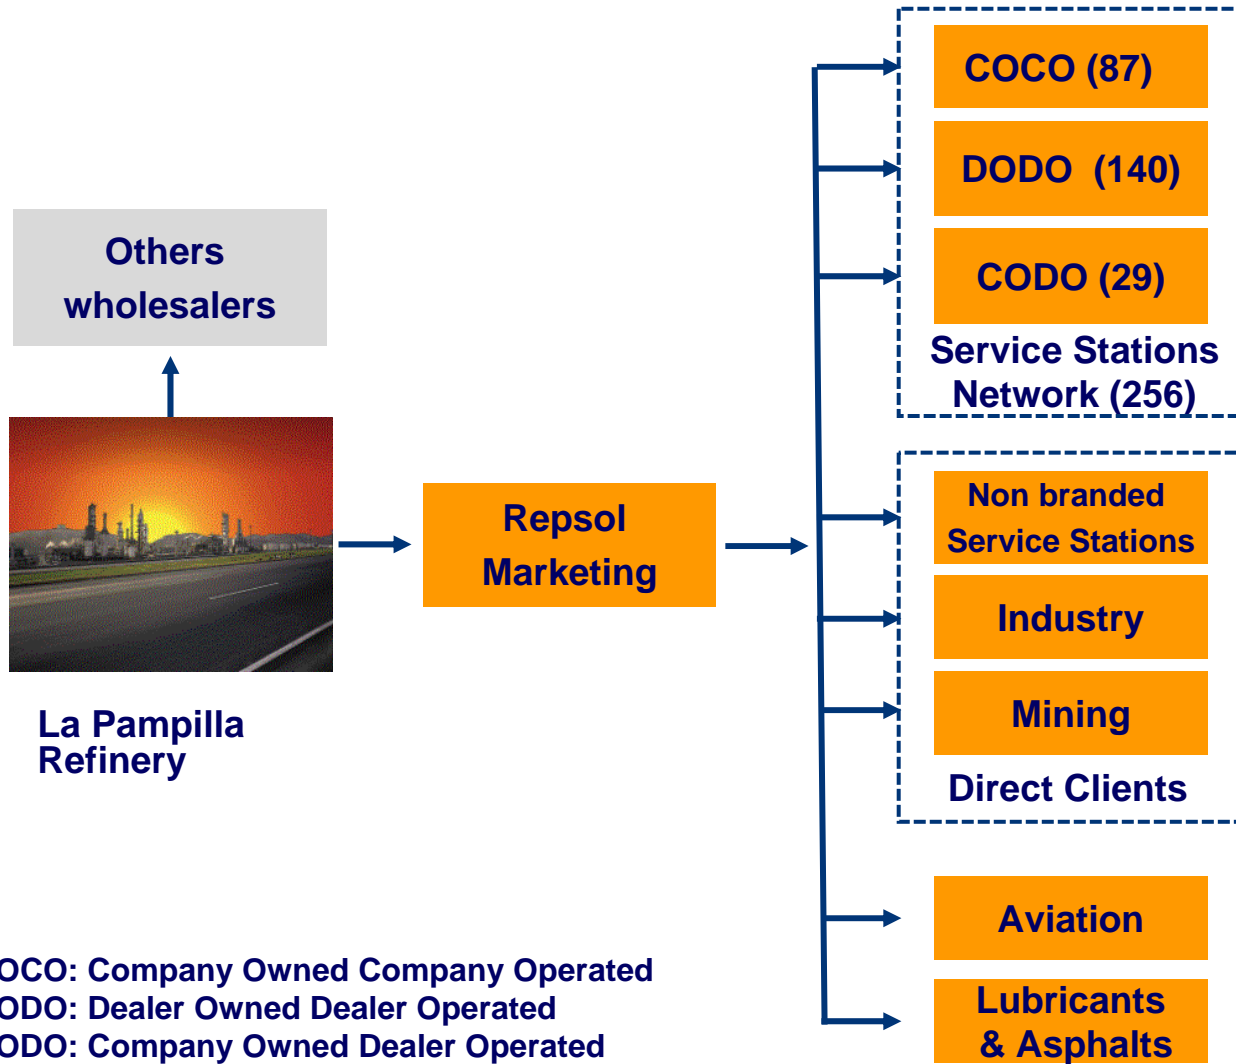 COCO (87)
DODO (140)
CODO (29)
Service Stations
Network (256)
Others
wholesalers
Repsol
Marketing
Non branded
Service Stations
Industry
Mining
Direct Clients
La Pampilla
Refinery
Aviation
Lubricants
& Asphalts
OCO: Company Owned Company Operated
ODO: Dealer Owned Dealer Operated
ODO: Company Owned Dealer Operated